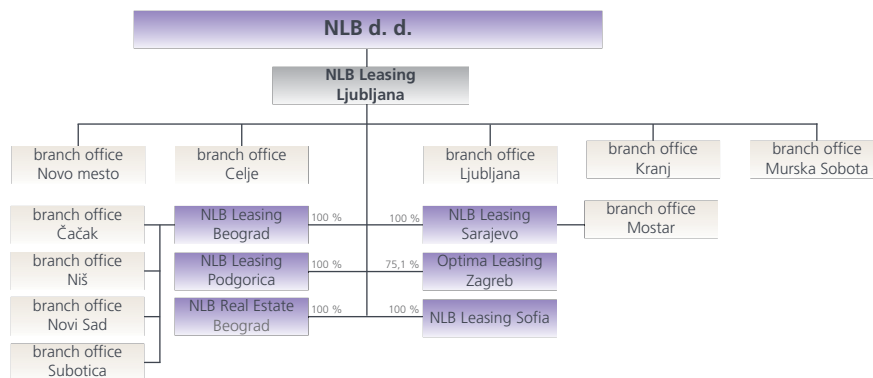 NLB d. d.
NLB Leasing
Ljubljana
branch office
Novo mesto
branch office
Celje
branch office
Ljubljana
branch office
Kranj
branch office
Murska Sobota
branch office
Čačak
NLB Leasing
Beograd
100 %
100 %
NLB Leasing
Sarajevo
branch office
Mostar
branch office
Niš
NLB Leasing
Podgorica
100 %
75,1 %
Optima Leasing
Zagreb
branch office
Novi Sad
NLB Real Estate
Beograd
100 %
100 %
NLB Leasing Sofia
branch office
Subotica